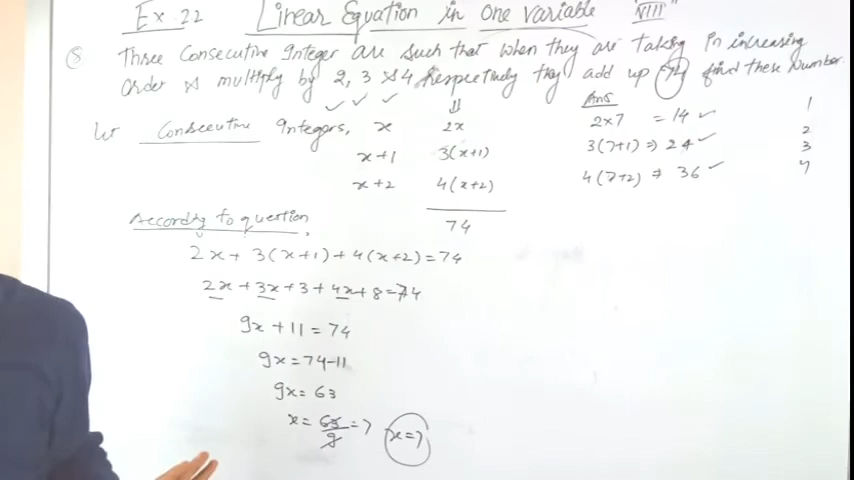 Ex. 22 Linear Equation in one variable "VIII"
⑤ Three Consecutive Integer are such that when they are taking in increasing
Order & multiply by 2, 3 & 4 Respectively they add up 74 find these Number.
Let Consecutive Integers, x 2x
x+1 3(x+1)
x+2 4(x+2)
74
Ans
2×7 = 14 ✓
3(7+1) ⇒ 24 ✓
4(7+2) ⇒ 36 ✓
1
2
3
4
According to question,
2x + 3(x+1) + 4(x+2) = 74
2x + 3x + 3 + 4x + 8 = 74
9x + 11 = 74
9x = 74-11
9x = 63
x = 63/9 = 7 x=7